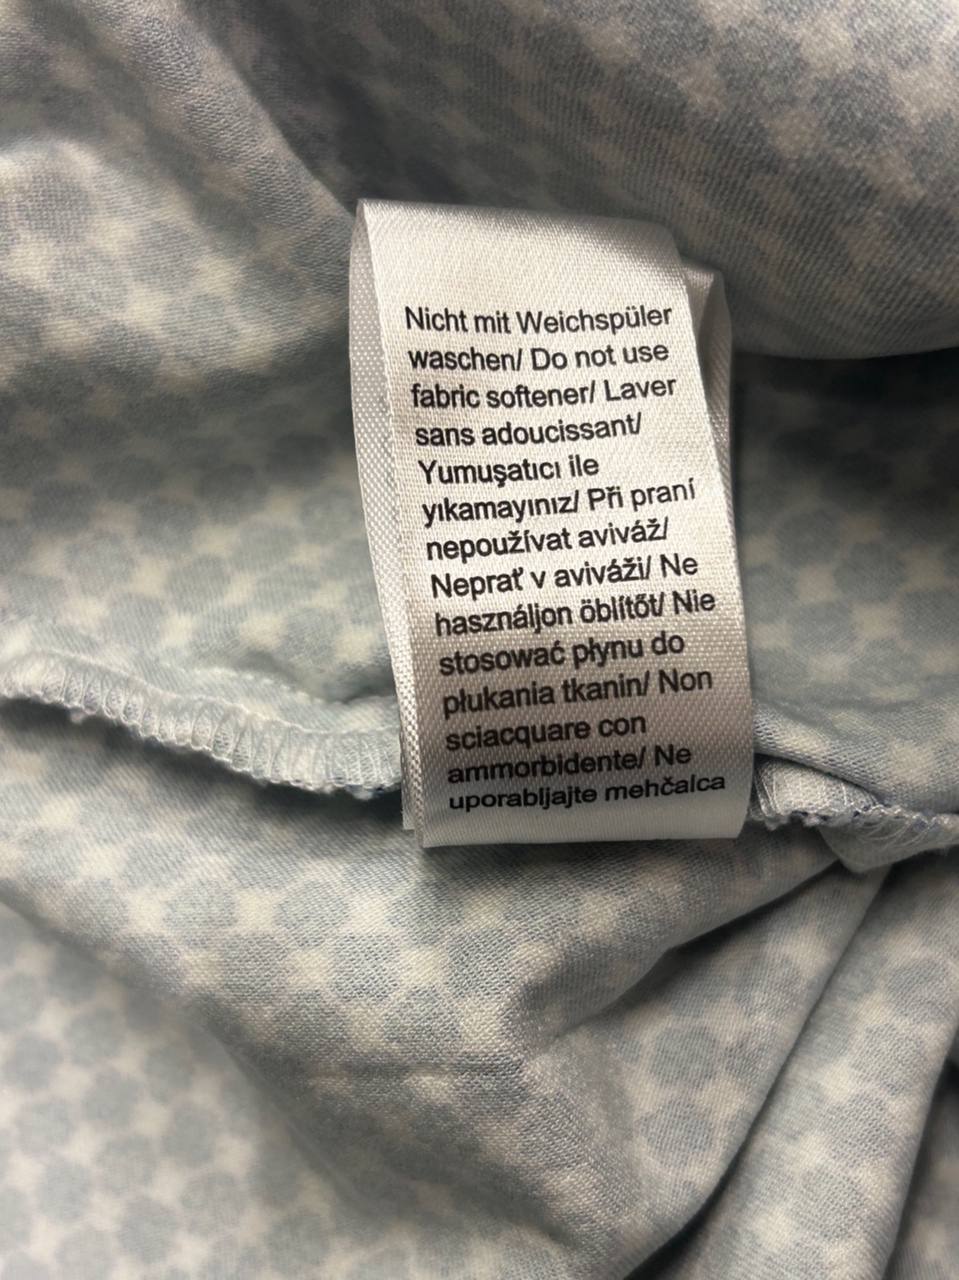 Nicht mit Weichspüler
waschen/ Do not use
fabric softener/ Laver
sans adoucissant/
Yumuşatıcı ile
yıkamayınız/ Při praní
nepoužívat aviváž/
Neprať v aviváži/ Ne
használjon öblítőt/ Nie
stosować płynu do
płukania tkanin/ Non
sciacquare con
ammorbidente/ Ne
uporabljajte mehčalca